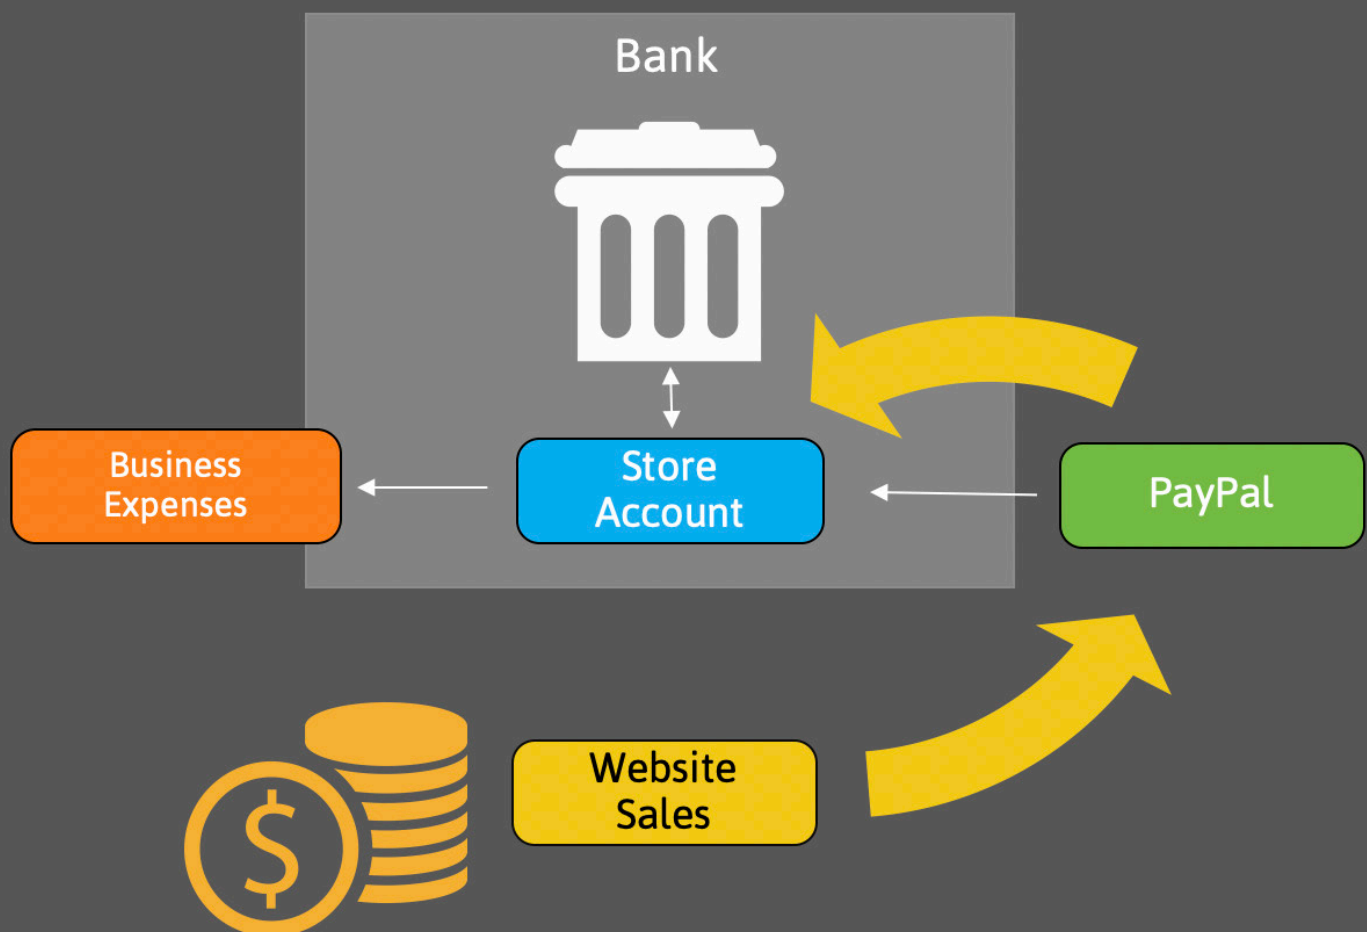 Bank
Business
Expenses
Store
Account
PayPal
Website
Sales
$